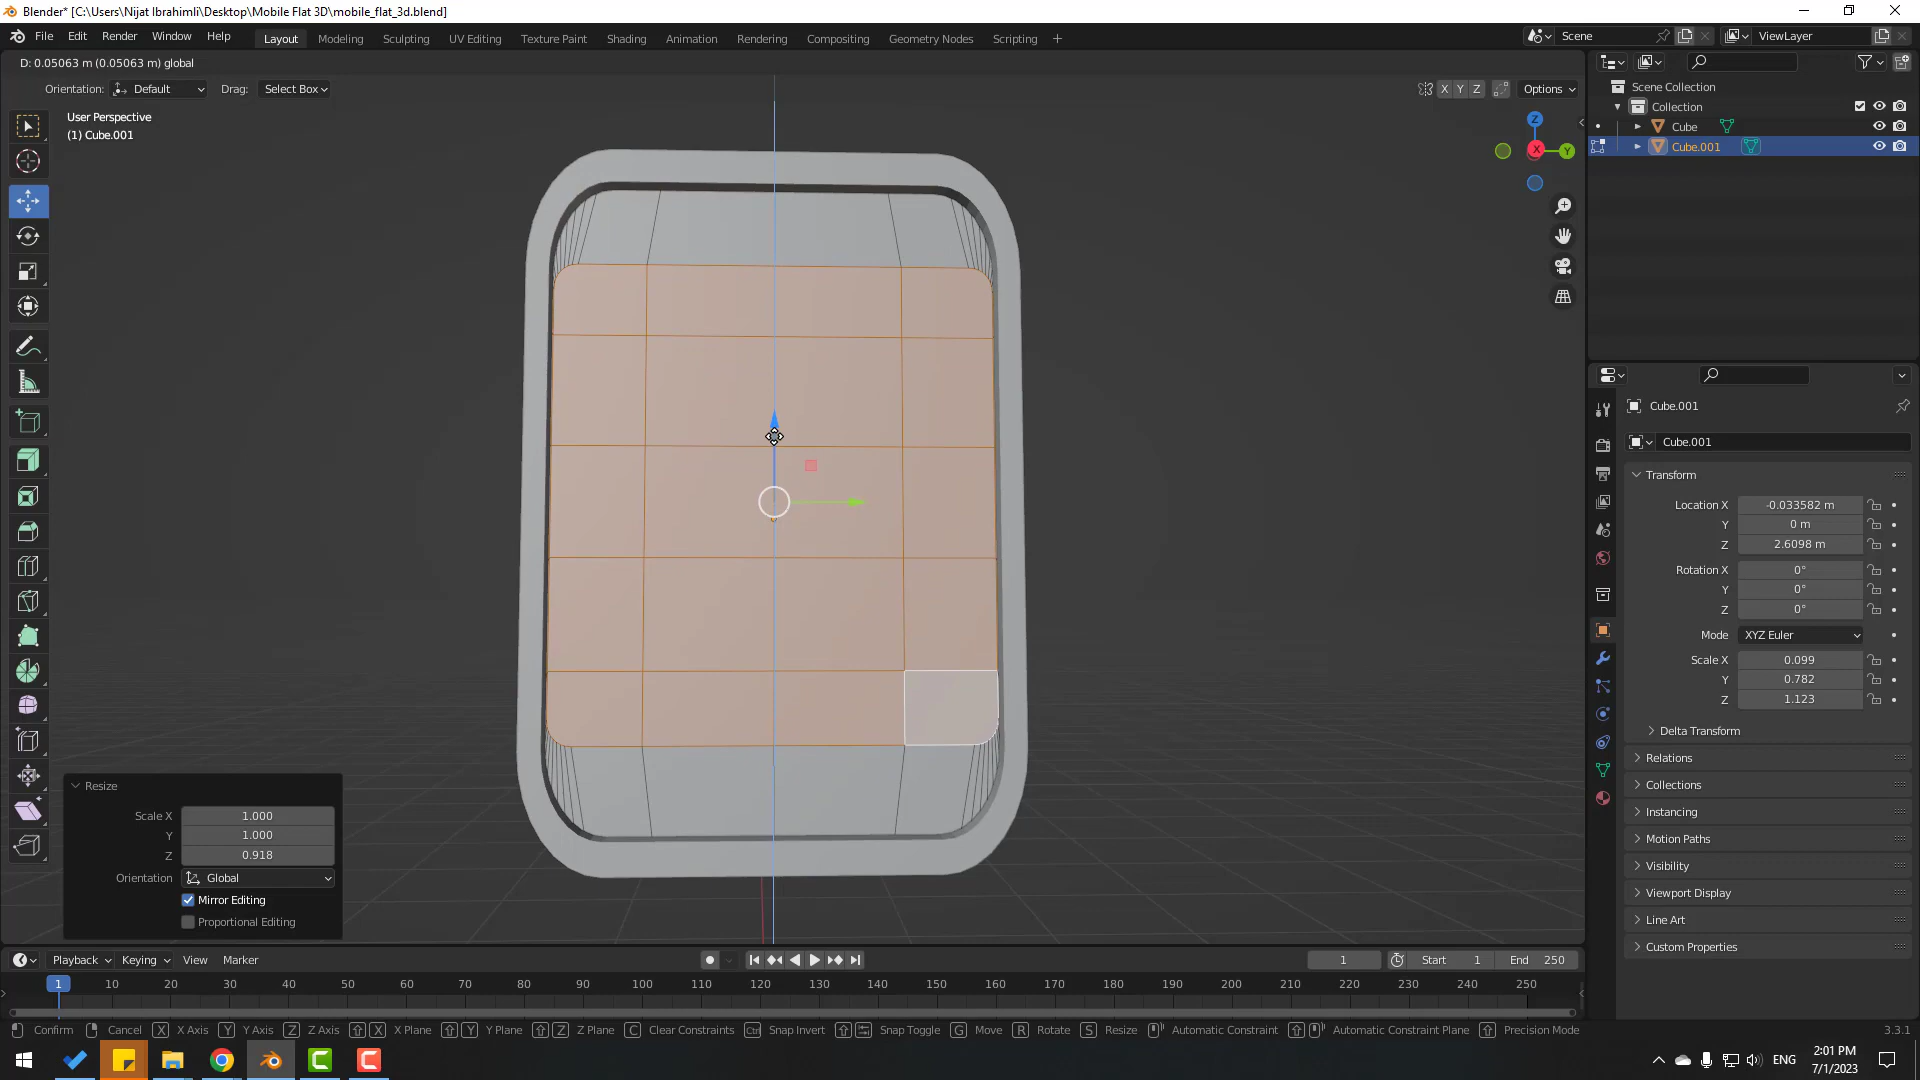 Blender* [C:\Users\Nijat Ibrahimli\Desktop\Mobile Flat 3D\mobile_flat_3d.blend]
File Edit Render Window Help Layout Modeling Sculpting UV Editing Texture Paint Shading Animation Rendering Compositing Geometry Nodes Scripting + Scene ViewLayer
D: 0.05063 m (0.05063 m) global
Orientation: Default Drag: Select Box X Y Z Options
User Perspective
(1) Cube.001
Z
X Y
Scene Collection
Collection
Cube
Cube.001
Cube.001
Cube.001
Transform
Location X -0.033582 m
Y 0 m
Z 2.6098 m
Rotation X 0°
Y 0°
Z 0°
Mode XYZ Euler
Scale X 0.099
Y 0.782
Z 1.123
Delta Transform
Relations
Collections
Instancing
Motion Paths
Visibility
Viewport Display
Line Art
Custom Properties
Resize
Scale X 1.000
Y 1.000
Z 0.918
Orientation Global
Mirror Editing
Proportional Editing
Playback Keying View Marker 1 Start 1 End 250
1 10 20 30 40 50 60 70 80 90 100 110 120 130 140 150 160 170 180 190 200 210 220 230 240 250
Confirm Cancel X X Axis Y Y Axis Z Z Axis X X Plane Y Y Plane Z Z Plane C Clear Constraints Ctrl Snap Invert Snap Toggle G Move R Rotate S Resize Automatic Constraint Automatic Constraint Plane Precision Mode 3.3.1
ENG 2:01 PM
7/1/2023